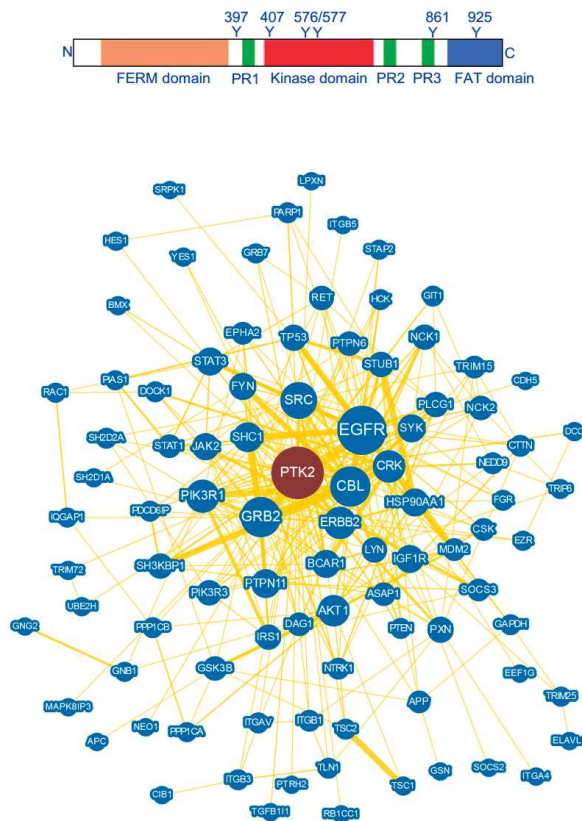 397 407 576/577 861 925
Y Y Y Y Y Y
N C
FERM domain PR1 Kinase domain PR2 PR3 FAT domain
LPXN
SRPK1
PARP1
ITGB5
HES1
YES1 GRB7 STAP2
RET HCK GIT1
BMX
EPHA2 TP53 PTPN6 NCK1
STAT3 STUB1
PIAS1 FYN TRIM15
RAC1 DOCK1 SRC PLCG1 CDH5
NCK2
SH2D2A STAT1 JAK2 SHC1 EGFR SYK
CTTN
PTK2 CRK NEDD9
SH2D1A
PIK3R1 CBL HSP90AA1 FGR TRIP6
IQGAP1 PDCD6IP GRB2 ERBB2
CSK EZR
LYN MDM2
TRIM72 SH3KBP1 BCAR1 IGF1R
PTPN11 SOCS3
UBE2H PIK3R3 ASAP1
AKT1
GNG2 PPP1CB DAG1 PTEN PXN GAPDH
IRS1
GNB1 GSK3B NTRK1 EEF1G
APP TRIM25
MAPK8IP3
NEO1 PPP1CA ITGAV ITGB1 TSC2
APC ELAVL
TLN1 GSN SOCS2 ITGA4
ITGB3 PTRH2 TSC1
CIB1
TGFB1I1 RB1CC1